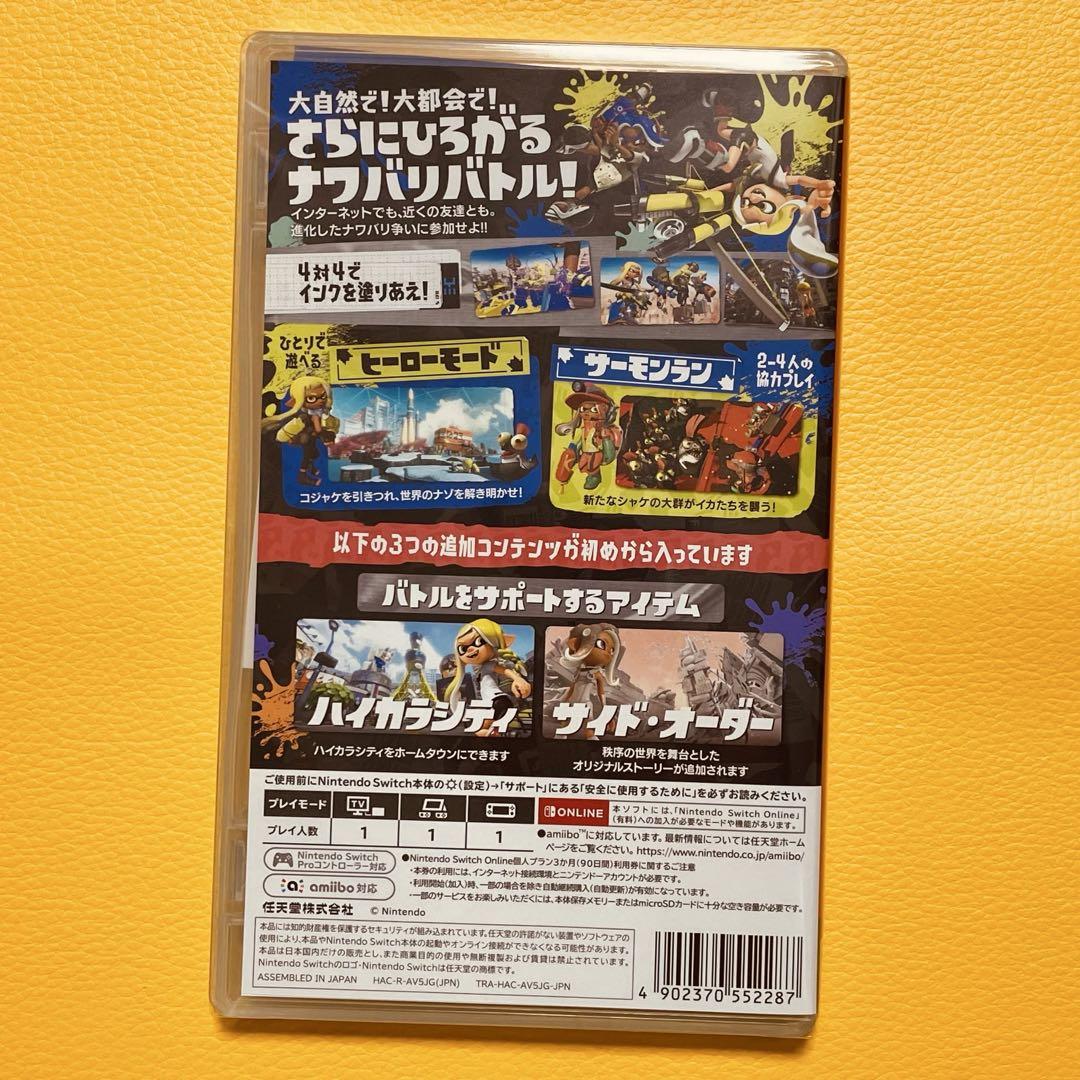 大自然で!大都会で!
さらにひろがる
ナワバリバトル!
インターネットでも、近くの友達とも。
進化したナワバリ争いに参加せよ!!
4対4で
インクを塗りあえ!
ひとりで
遊べる
ヒーローモード
コジャケを引きつれ、世界のナゾを解き明かせ!
サーモンラン
2-4人の
協力プレイ
新たなシャケの大群がイカたちを襲う!
以下の3つの追加コンテンツが初めから入っています
バトルをサポートするアイテム
ハイカラシティ
ハイカラシティをホームタウンにできます
サイド・オーダー
秩序の世界を舞台とした
オリジナルストーリーが追加されます
ご使用前にNintendo Switch本体の(設定)→「サポート」にある「安全に使用するために」を必ずお読みください。
プレイモード TV
プレイ人数 1 1 1
ONLINE
本ソフトには、「Nintendo Switch Online」
(有料)への加入が必要なモードや機能があります。
●amiibo™に対応しています。最新情報については任天堂ホーム
ページをご覧ください。https://www.nintendo.co.jp/amiibo/
Nintendo Switch
Proコントローラー対応
amiibo 対応
●Nintendo Switch Online個人プラン3か月(90日間)利用券に関するご注意
・本券の利用には、インターネット接続環境とニンテンドーアカウントが必要です。
・利用開始(加入)時、一部の場合を除き自動継続購入(自動更新)が有効になっています。
・一部のサービスをお楽しみいただくには、本体保存メモリーまたはmicroSDカードに十分な空き容量が必要です。
任天堂株式会社 © Nintendo
本品には知的財産権を保護するセキュリティが組み込まれています。任天堂の許諾がない装置やソフトウェアの
使用により、本品やNintendo Switch本体の起動やオンライン接続ができなくなる可能性があります。
本品は日本国内だけの販売とし、また商業目的の使用や無断複製および賃貸は禁止されています。
Nintendo Switchのロゴ・Nintendo Switchは任天堂の商標です。
ASSEMBLED IN JAPAN HAC-R-AV5JG(JPN) TRA-HAC-AV5JG-JPN
4 902370 552287